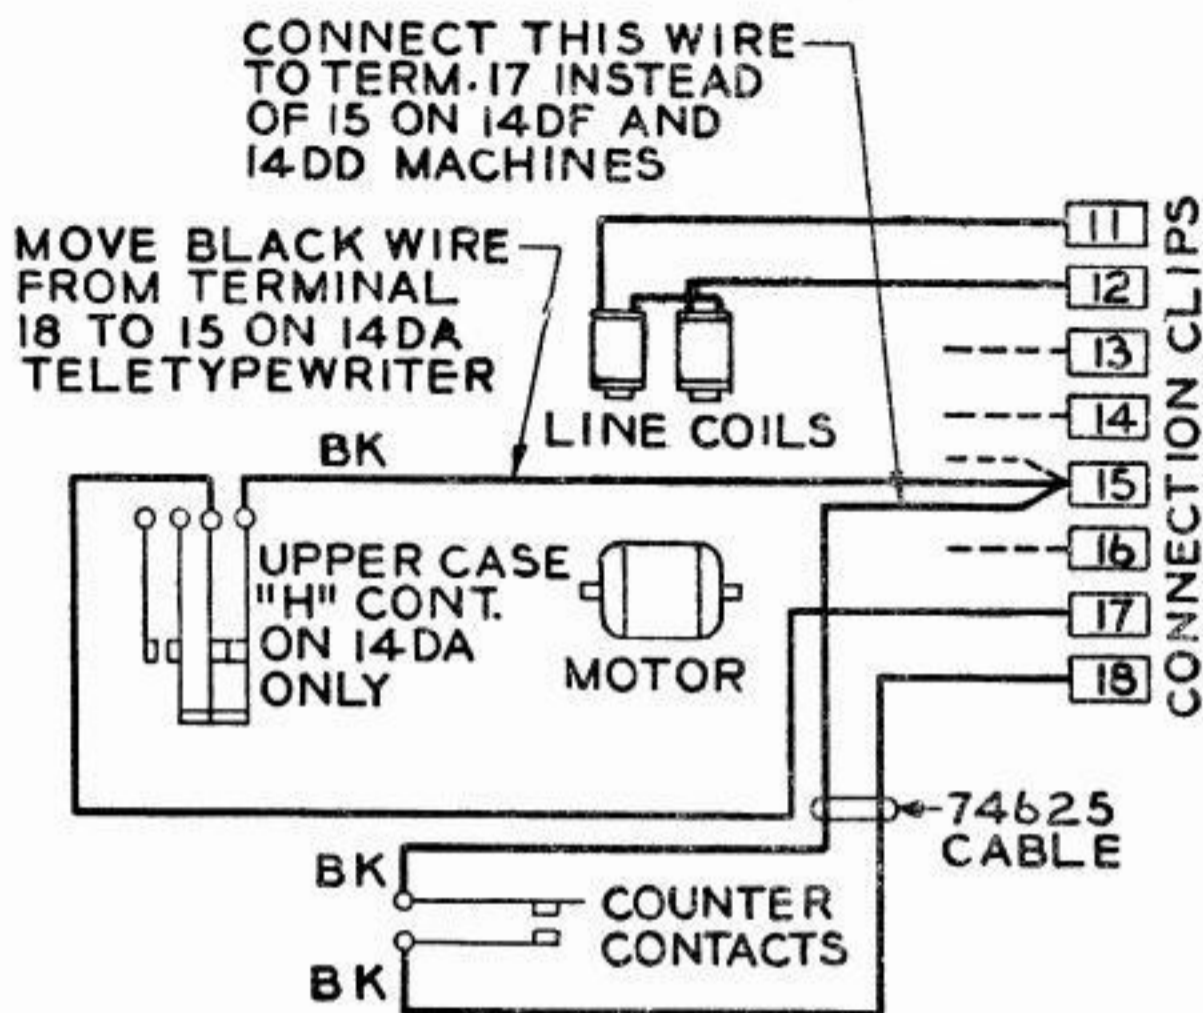 CONNECT THIS WIRE
TO TERM. 17 INSTEAD
OF 15 ON 14DF AND
14DD MACHINES
MOVE BLACK WIRE
FROM TERMINAL
18 TO 15 ON 14DA
TELETYPEWRITER
11
12
13
14
15
16
17
18
CONNECTION CLIPS
LINE COILS
BK
UPPER CASE
"H" CONT.
ON 14DA
ONLY
MOTOR
74625
CABLE
BK
COUNTER
CONTACTS
BK